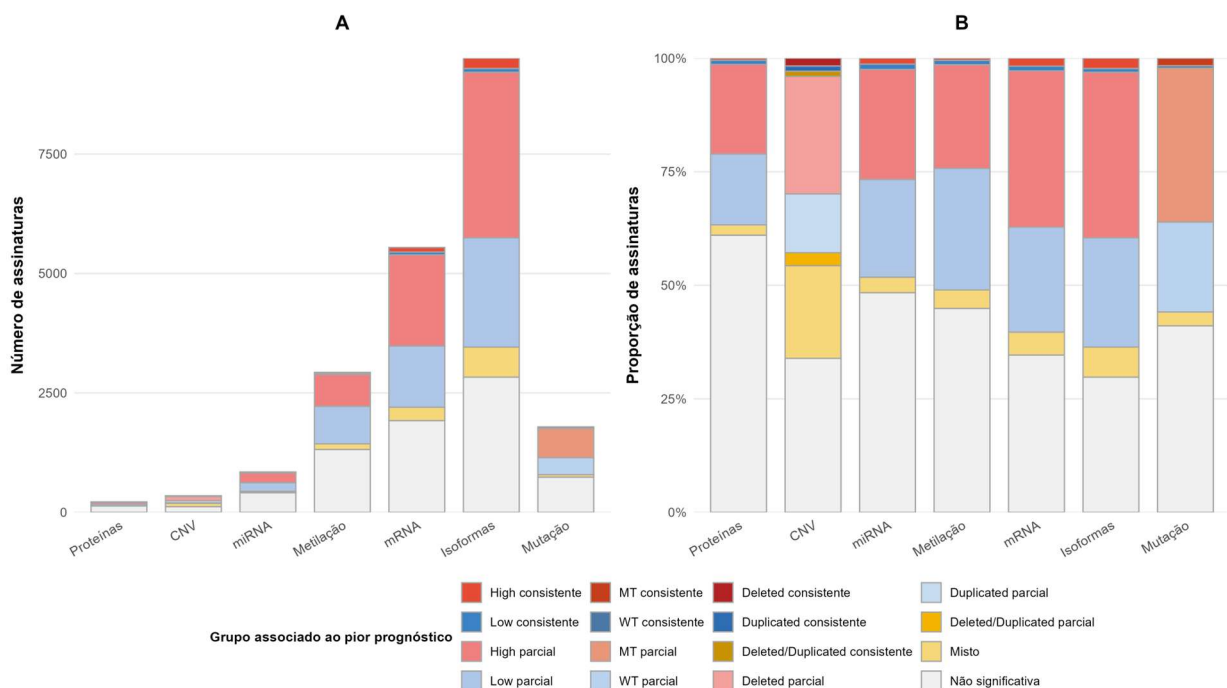 A
B
Número de assinaturas
7500
5000
2500
0
Proteínas
CNV
miRNA
Metilação
mRNA
Isoformas
Mutação
Proporção de assinaturas
100%
75%
50%
25%
0%
Proteínas
CNV
miRNA
Metilação
mRNA
Isoformas
Mutação
Grupo associado ao pior prognóstico
High consistente
Low consistente
High parcial
Low parcial
MT consistente
WT consistente
MT parcial
WT parcial
Deleted consistente
Duplicated consistente
Deleted/Duplicated consistente
Deleted parcial
Duplicated parcial
Deleted/Duplicated parcial
Misto
Não significativa